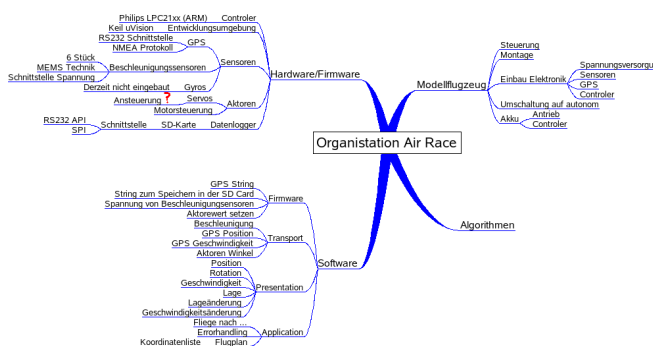 Organistation Air Race
Hardware/Firmware
Philips LPC21xx (ARM) Controler
Keil uVision Entwicklungsumgebung
Sensoren
GPS
RS232 Schnittstelle
NMEA Protokoll
Beschleunigungssensoren
6 Stück
MEMS Technik
Schnittstelle Spannung
Derzeit nicht eingebaut Gyros
Aktoren
Ansteuerung ? Servos
Motorsteuerung
RS232 API
SPI
Schnittstelle SD-Karte Datenlogger
Software
Firmware
GPS String
String zum Speichern in der SD Card
Spannung von Beschleunigungsensoren
Aktorewert setzen
Transport
Beschleunigung
GPS Position
GPS Geschwindigkeit
Aktoren Winkel
Presentation
Position
Rotation
Geschwindigkeit
Lage
Lageänderung
Geschwindigkeitsänderung
Application
Fliege nach ...
Errorhandling
Koordinatenliste Flugplan
Modellflugzeug
Steuerung
Montage
Einbau Elektronik
Spannungsversorgu
Sensoren
GPS
Controler
Umschaltung auf autonom
Akku
Antrieb
Controler
Algorithmen